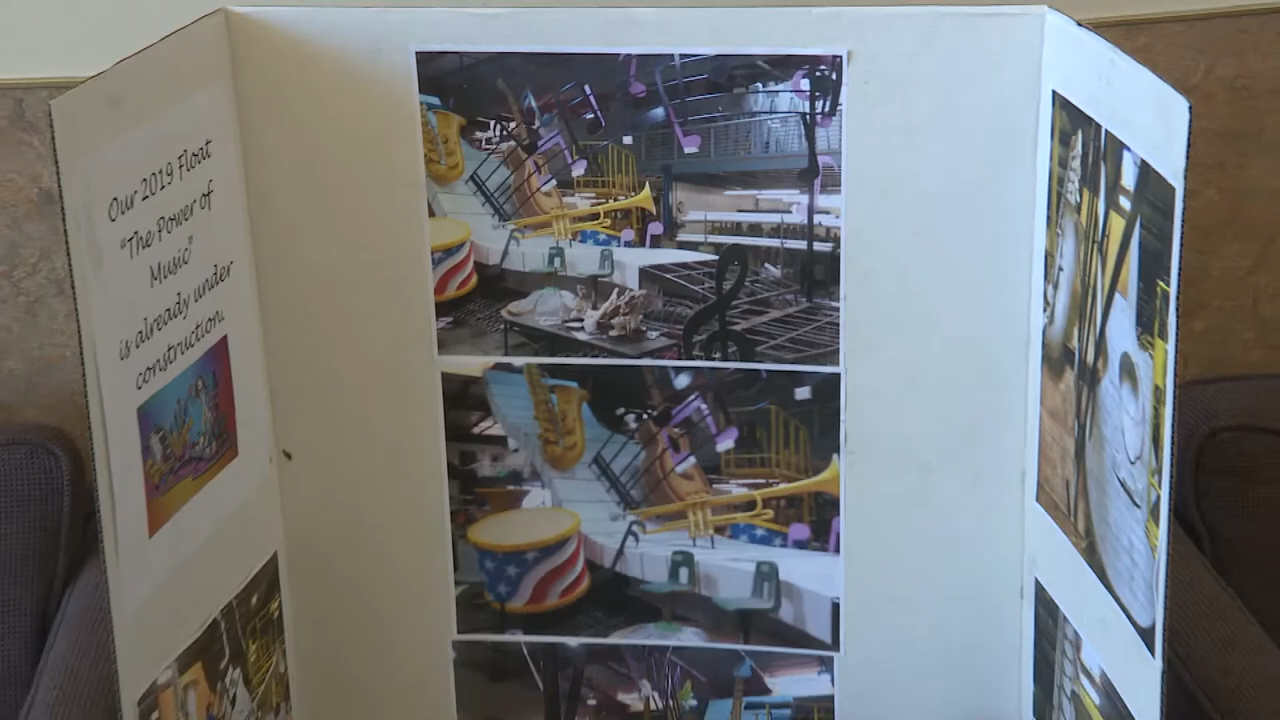 Our 2019 Float
"The Power of
Music"
is already under
construction.